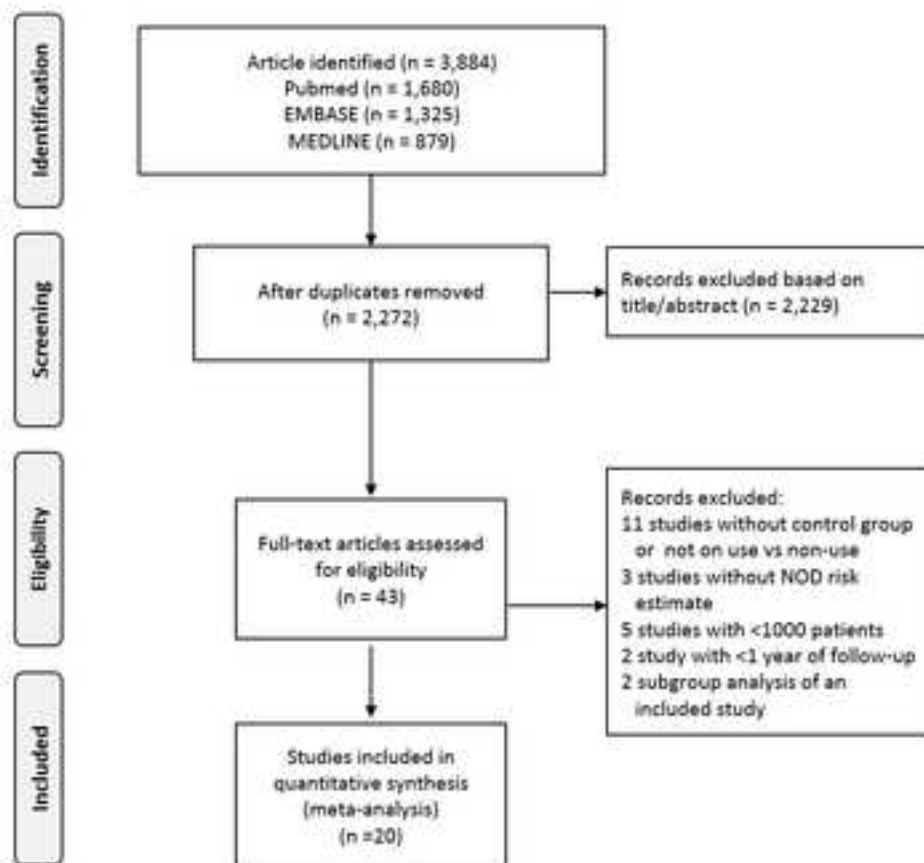 Identification
Article identified (n = 3,884)
Pubmed (n = 1,680)
EMBASE (n = 1,325)
MEDLINE (n = 879)
Screening
After duplicates removed
(n = 2,272)
Records excluded based on
title/abstract (n = 2,229)
Eligibility
Full-text articles assessed
for eligibility
(n = 43)
Records excluded:
11 studies without control group
or not on use vs non-use
3 studies without NOD risk
estimate
5 studies with <1000 patients
2 study with <1 year of follow-up
2 subgroup analysis of an
included study
Included
Studies included in
quantitative synthesis
(meta-analysis)
(n =20)